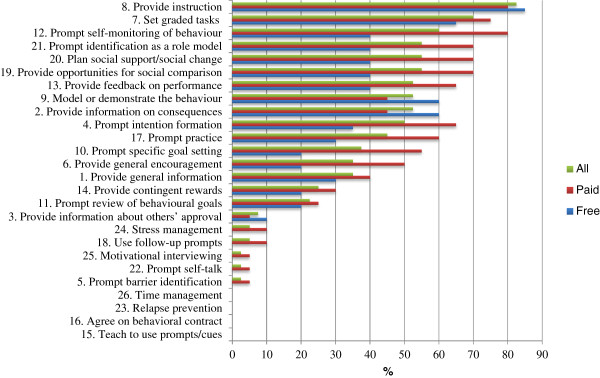 8. Provide instruction
7. Set graded tasks
12. Prompt self-monitoring of behaviour
21. Prompt identification as a role model
20. Plan social support/social change
19. Provide opportunities for social comparison
13. Provide feedback on performance
9. Model or demonstrate the behaviour
2. Provide information on consequences
4. Prompt intention formation
17. Prompt practice
10. Prompt specific goal setting
6. Provide general encouragement
1. Provide general information
14. Provide contingent rewards
11. Prompt review of behavioural goals
3. Provide information about others' approval
24. Stress management
18. Use follow-up prompts
25. Motivational interviewing
22. Prompt self-talk
5. Prompt barrier identification
26. Time management
23. Relapse prevention
16. Agree on behavioral contract
15. Teach to use prompts/cues
0 10 20 30 40 50 60 70 80 90
%
All
Paid
Free